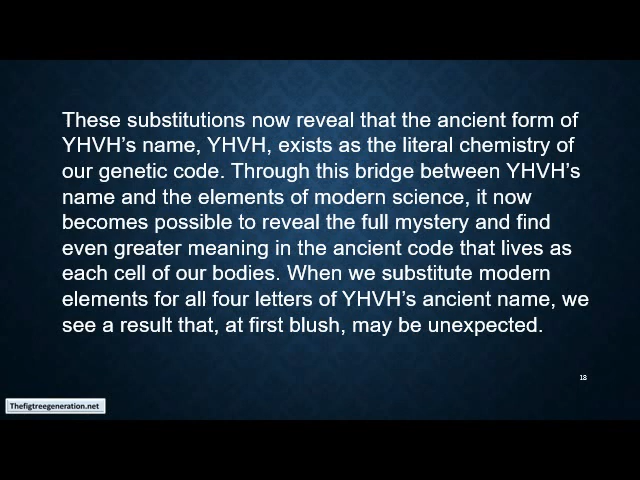 These substitutions now reveal that the ancient form of
YHVH’s name, YHVH, exists as the literal chemistry of
our genetic code. Through this bridge between YHVH’s
name and the elements of modern science, it now
becomes possible to reveal the full mystery and find
even greater meaning in the ancient code that lives as
each cell of our bodies. When we substitute modern
elements for all four letters of YHVH’s ancient name, we
see a result that, at first blush, may be unexpected.
18
Thefigtreegeneration.net